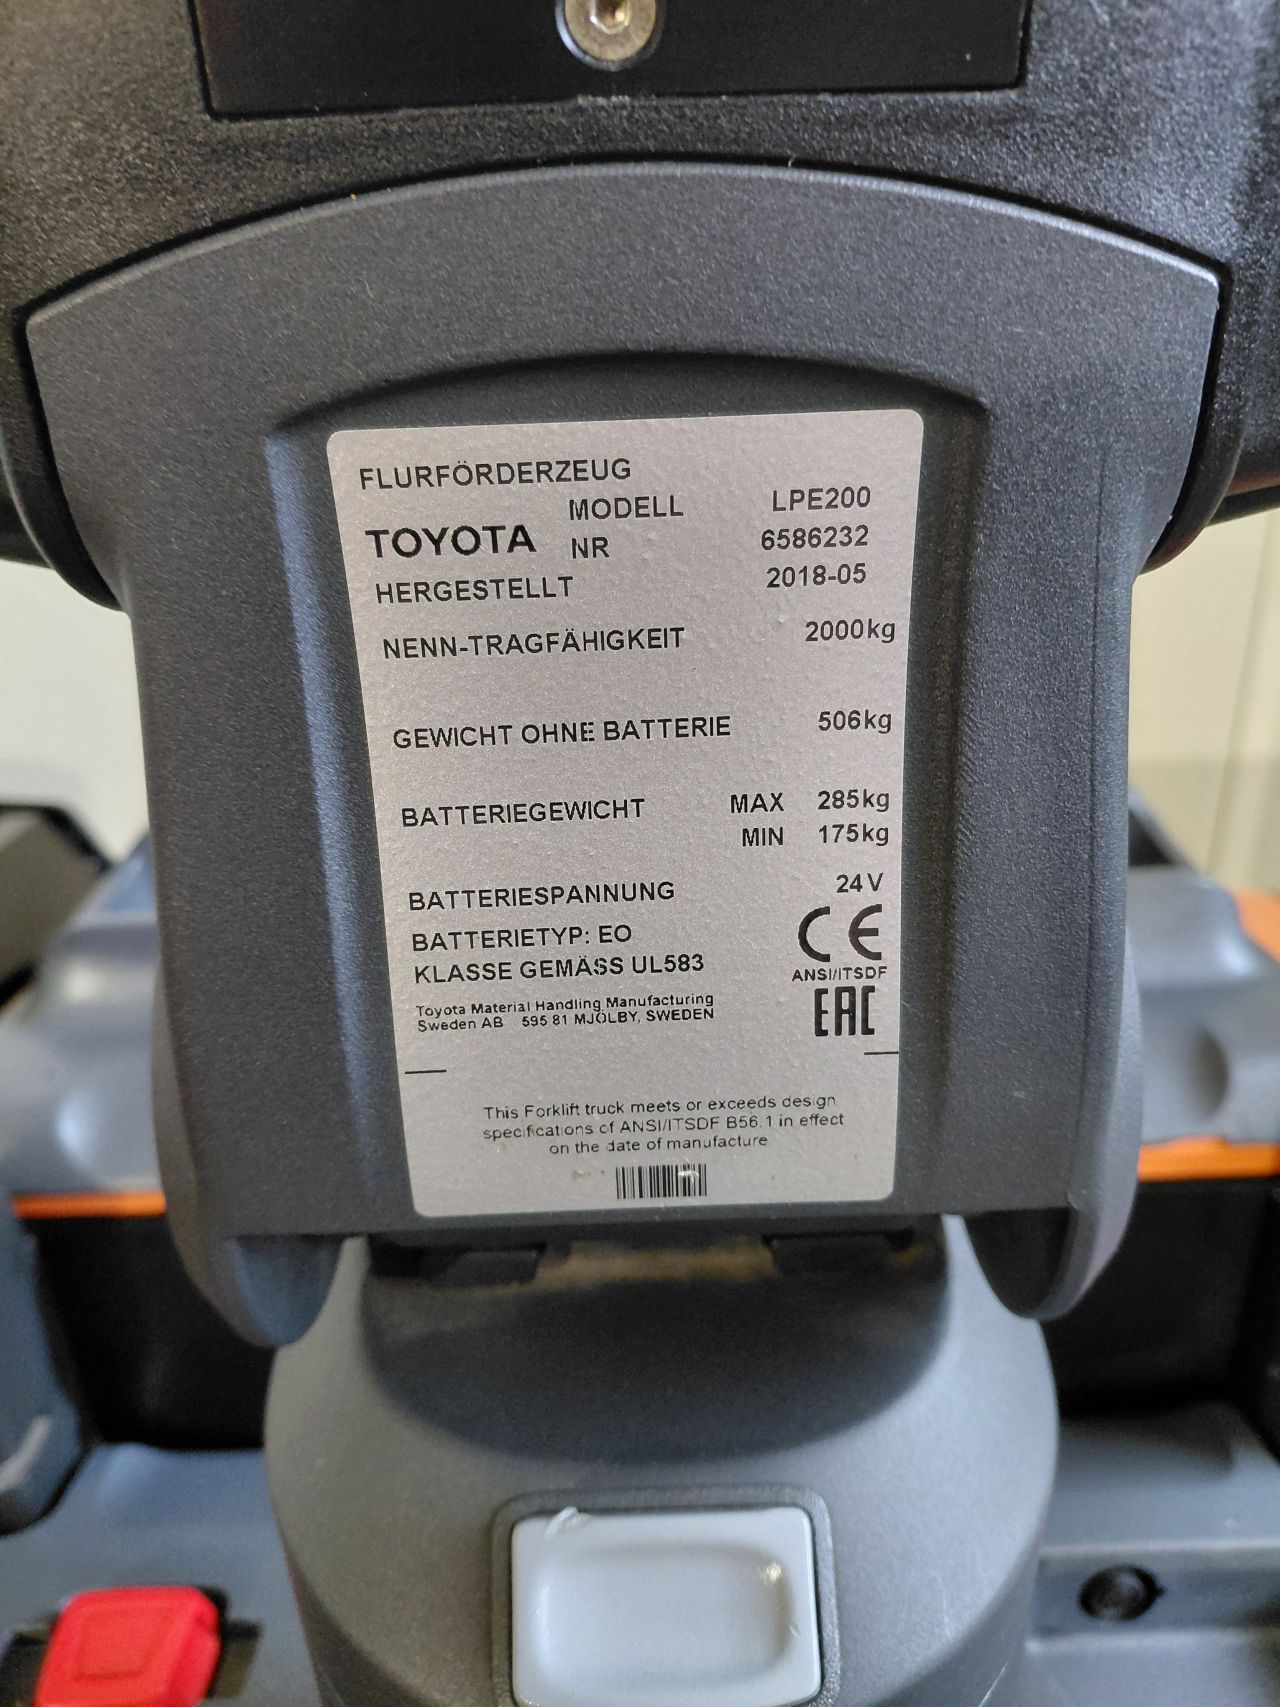 FLURFÖRDERZEUG
MODELL LPE200
TOYOTA NR 6586232
HERGESTELLT 2018-05
NENN-TRAGFÄHIGKEIT 2000kg
GEWICHT OHNE BATTERIE 506kg
BATTERIEGEWICHT MAX 285kg
MIN 175kg
BATTERIESPANNUNG 24V
BATTERIETYP: EO
CE
KLASSE GEMÄSS UL583
ANSI/ITSDF
Toyota Material Handling Manufacturing
Sweden AB 595 81 MJÖLBY, SWEDEN
EAC
This Forklift truck meets or exceeds design
specifications of ANSI/ITSDF B56.1 in effect
on the date of manufacture